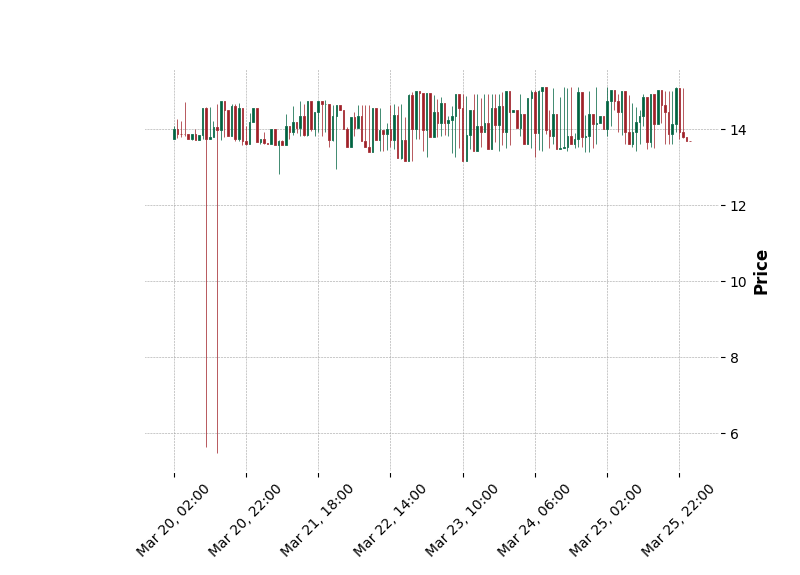 14
12
10
8
6
Price
Mar 20, 02:00
Mar 20, 22:00
Mar 21, 18:00
Mar 22, 14:00
Mar 23, 10:00
Mar 24, 06:00
Mar 25, 02:00
Mar 25, 22:00